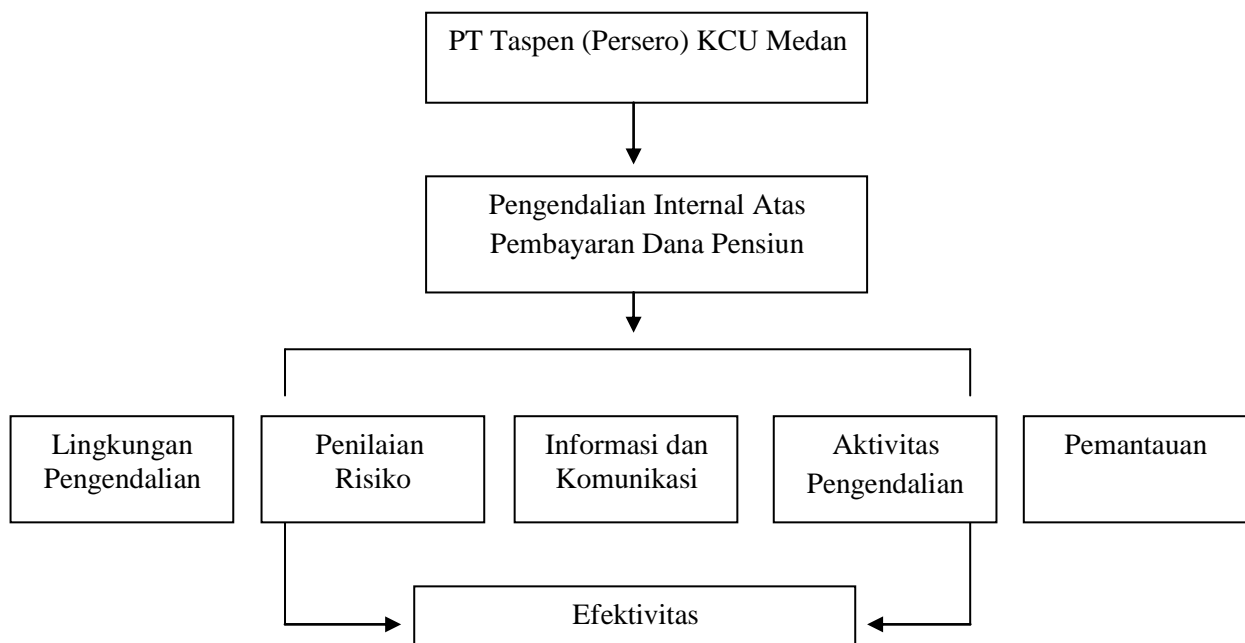 PT Taspen (Persero) KCU Medan
Pengendalian Internal Atas
Pembayaran Dana Pensiun
Lingkungan
Pengendalian
Penilaian
Risiko
Informasi dan
Komunikasi
Aktivitas
Pengendalian
Pemantauan
Efektivitas